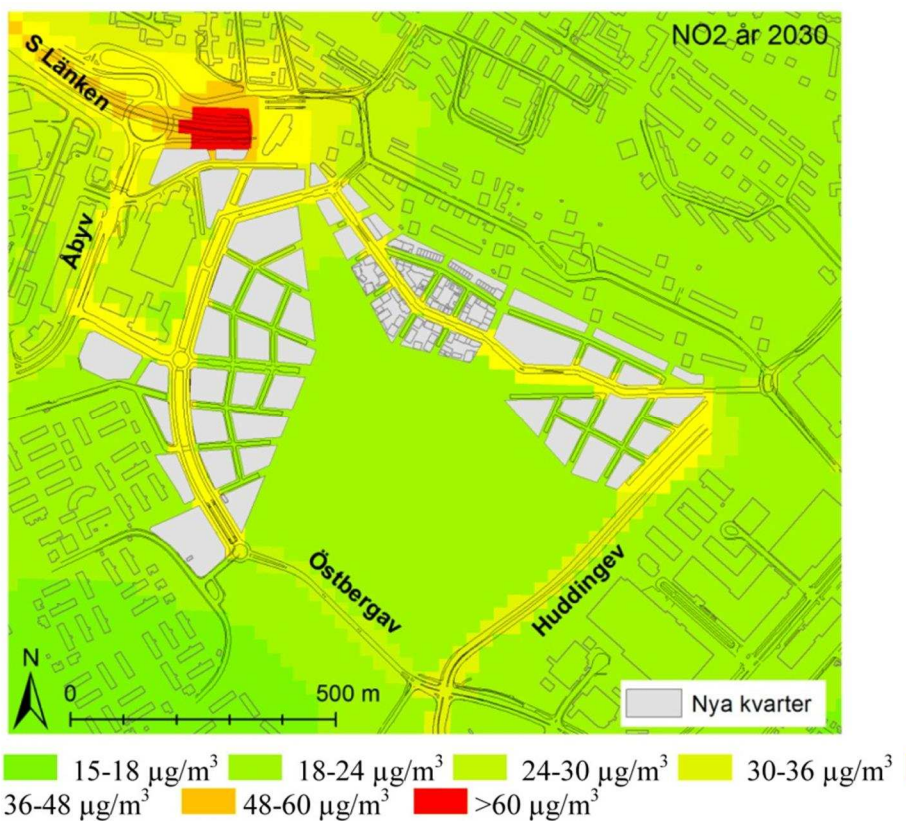 NO2 år 2030
S Länken
Åbyv
Östbergav
Huddingev
N
0 500 m
Nya kvarter
15-18 µg/m³ 18-24 µg/m³ 24-30 µg/m³ 30-36 µg/m³
36-48 µg/m³ 48-60 µg/m³ >60 µg/m³